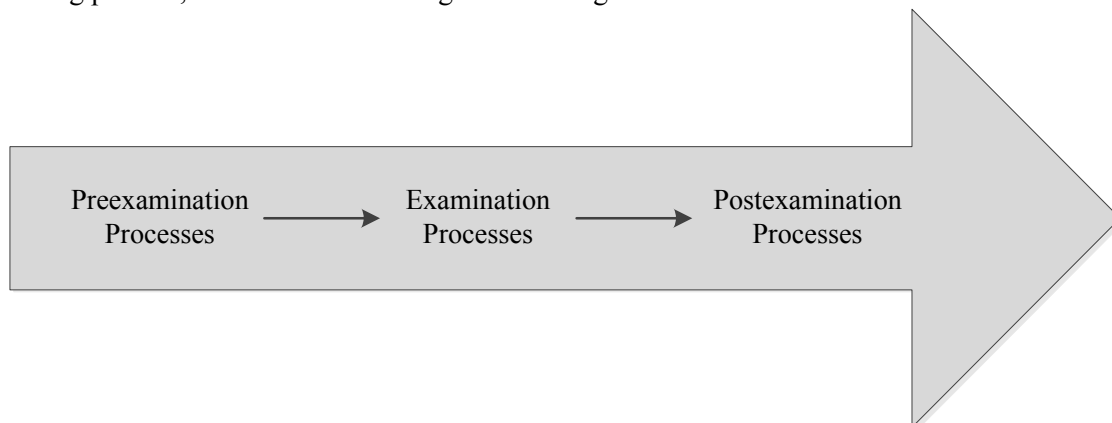 Preexamination
Processes
Examination
Processes
Postexamination
Processes